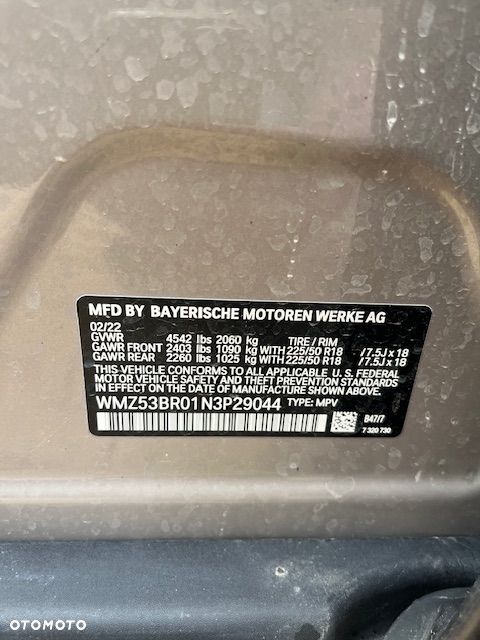 MFD BY BAYERISCHE MOTOREN WERKE AG
02/22
GVWR 4542 lbs 2060 kg TIRE / RIM
GAWR FRONT 2403 lbs 1090 kg WITH 225/50 R18 /7.5J x 18
GAWR REAR 2260 lbs 1025 kg WITH 225/50 R18 /7.5J x 18
THIS VEHICLE CONFORMS TO ALL APPLICABLE U.S. FEDERAL
MOTOR VEHICLE SAFETY, BUMPER, AND THEFT PREVENTION STANDARDS
IN EFFECT ON THE DATE OF MANUFACTURE SHOWN ABOVE.
WMZ53BR01N3P29044 TYPE: MPV
B47/7
7 320 730
OTOMOTO